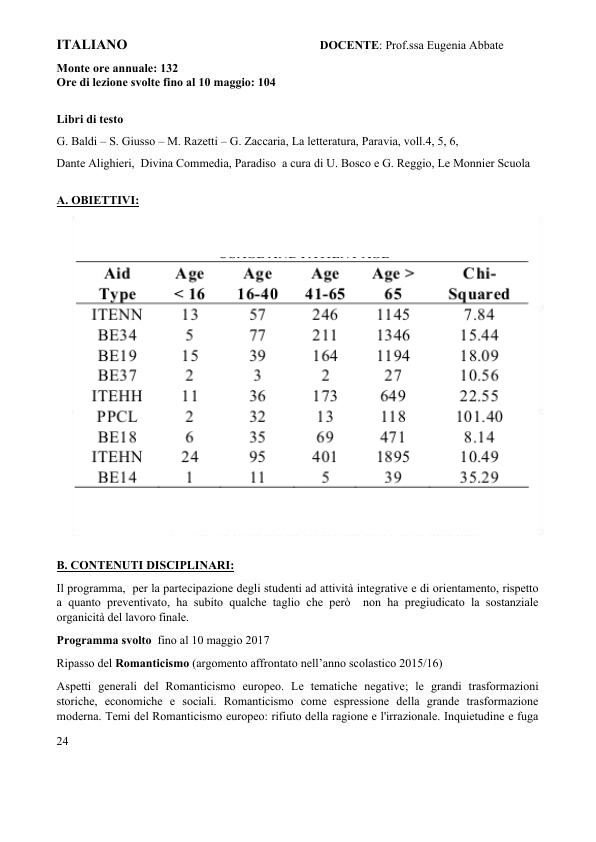 ITALIANO DOCENTE: Prof.ssa Eugenia Abbate
Monte ore annuale: 132
Ore di lezione svolte fino al 10 maggio: 104
Libri di testo
G. Baldi – S. Giusso – M. Razetti – G. Zaccaria, La letteratura, Paravia, voll.4, 5, 6,
Dante Alighieri, Divina Commedia, Paradiso a cura di U. Bosco e G. Reggio, Le Monnier Scuola
A. OBIETTIVI:
Aid Age Age Age Age > Chi-
Type < 16 16-40 41-65 65 Squared
ITENN 13 57 246 1145 7.84
BE34 5 77 211 1346 15.44
BE19 15 39 164 1194 18.09
BE37 2 3 2 27 10.56
ITEHH 11 36 173 649 22.55
PPCL 2 32 13 118 101.40
BE18 6 35 69 471 8.14
ITEHN 24 95 401 1895 10.49
BE14 1 11 5 39 35.29
B. CONTENUTI DISCIPLINARI:
Il programma, per la partecipazione degli studenti ad attività integrative e di orientamento, rispetto
a quanto preventivato, ha subito qualche taglio che però non ha pregiudicato la sostanziale
organicità del lavoro finale.
Programma svolto fino al 10 maggio 2017
Ripasso del Romanticismo (argomento affrontato nell'anno scolastico 2015/16)
Aspetti generali del Romanticismo europeo. Le tematiche negative; le grandi trasformazioni
storiche, economiche e sociali. Romanticismo come espressione della grande trasformazione
moderna. Temi del Romanticismo europeo: rifiuto della ragione e l'irrazionale. Inquietudine e fuga
24